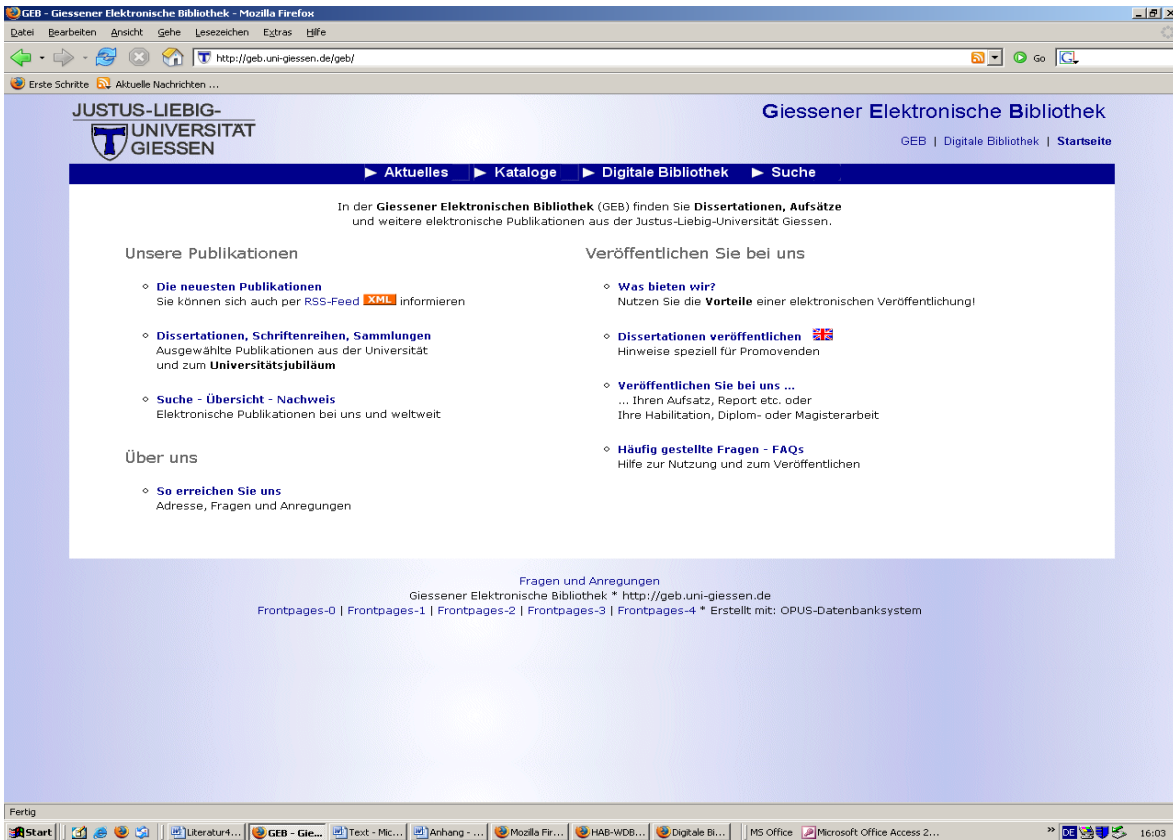 GEB - Giessener Elektronische Bibliothek - Mozilla Firefox
Datei Bearbeiten Ansicht Gehe Lesezeichen Extras Hilfe
http://geb.uni-giessen.de/geb/
Go
Erste Schritte Aktuelle Nachrichten ...
JUSTUS-LIEBIG-
UNIVERSITÄT
GIESSEN
Giessener Elektronische Bibliothek
GEB | Digitale Bibliothek | Startseite
Aktuelles Kataloge Digitale Bibliothek Suche
In der Giessener Elektronischen Bibliothek (GEB) finden Sie Dissertationen, Aufsätze
und weitere elektronische Publikationen aus der Justus-Liebig-Universität Giessen.
Unsere Publikationen
Die neuesten Publikationen
Sie können sich auch per RSS-Feed XML informieren
Dissertationen, Schriftenreihen, Sammlungen
Ausgewählte Publikationen aus der Universität
und zum Universitätsjubiläum
Suche - Übersicht - Nachweis
Elektronische Publikationen bei uns und weltweit
Über uns
So erreichen Sie uns
Adresse, Fragen und Anregungen
Veröffentlichen Sie bei uns
Was bieten wir?
Nutzen Sie die Vorteile einer elektronischen Veröffentlichung!
Dissertationen veröffentlichen
Hinweise speziell für Promovenden
Veröffentlichen Sie bei uns ...
... Ihren Aufsatz, Report etc. oder
Ihre Habilitation, Diplom- oder Magisterarbeit
Häufig gestellte Fragen - FAQs
Hilfe zur Nutzung und zum Veröffentlichen
Fragen und Anregungen
Giessener Elektronische Bibliothek * http://geb.uni-giessen.de
Frontpages-0 | Frontpages-1 | Frontpages-2 | Frontpages-3 | Frontpages-4 * Erstellt mit: OPUS-Datenbanksystem
Fertig
Start Literatur4... GEB - Gie... Text - Mic... Anhang - ... Mozilla Fir... HAB-WDB... Digitale Bi... MS Office Microsoft Office Access 2... » DE 16:03